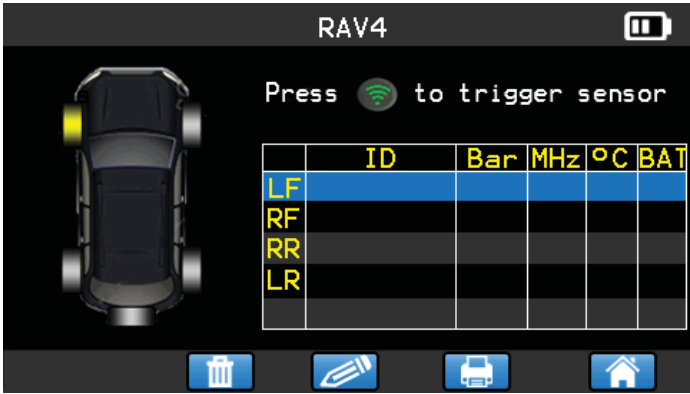 RAV4
Press to trigger sensor
ID Bar MHz °C BAT
LF
RF
RR
LR